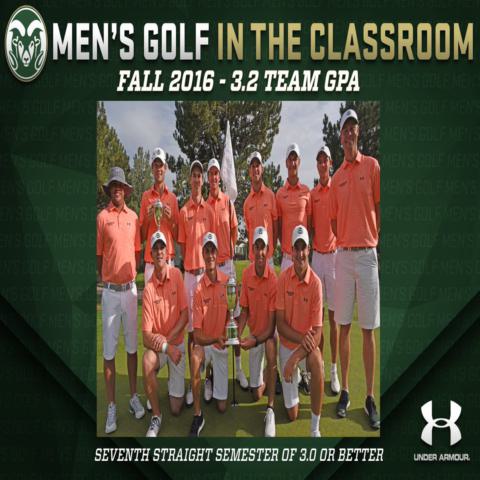 MEN'S GOLF IN THE CLASSROOM
FALL 2016 - 3.2 TEAM GPA
SEVENTH STRAIGHT SEMESTER OF 3.0 OR BETTER
UNDER ARMOUR.